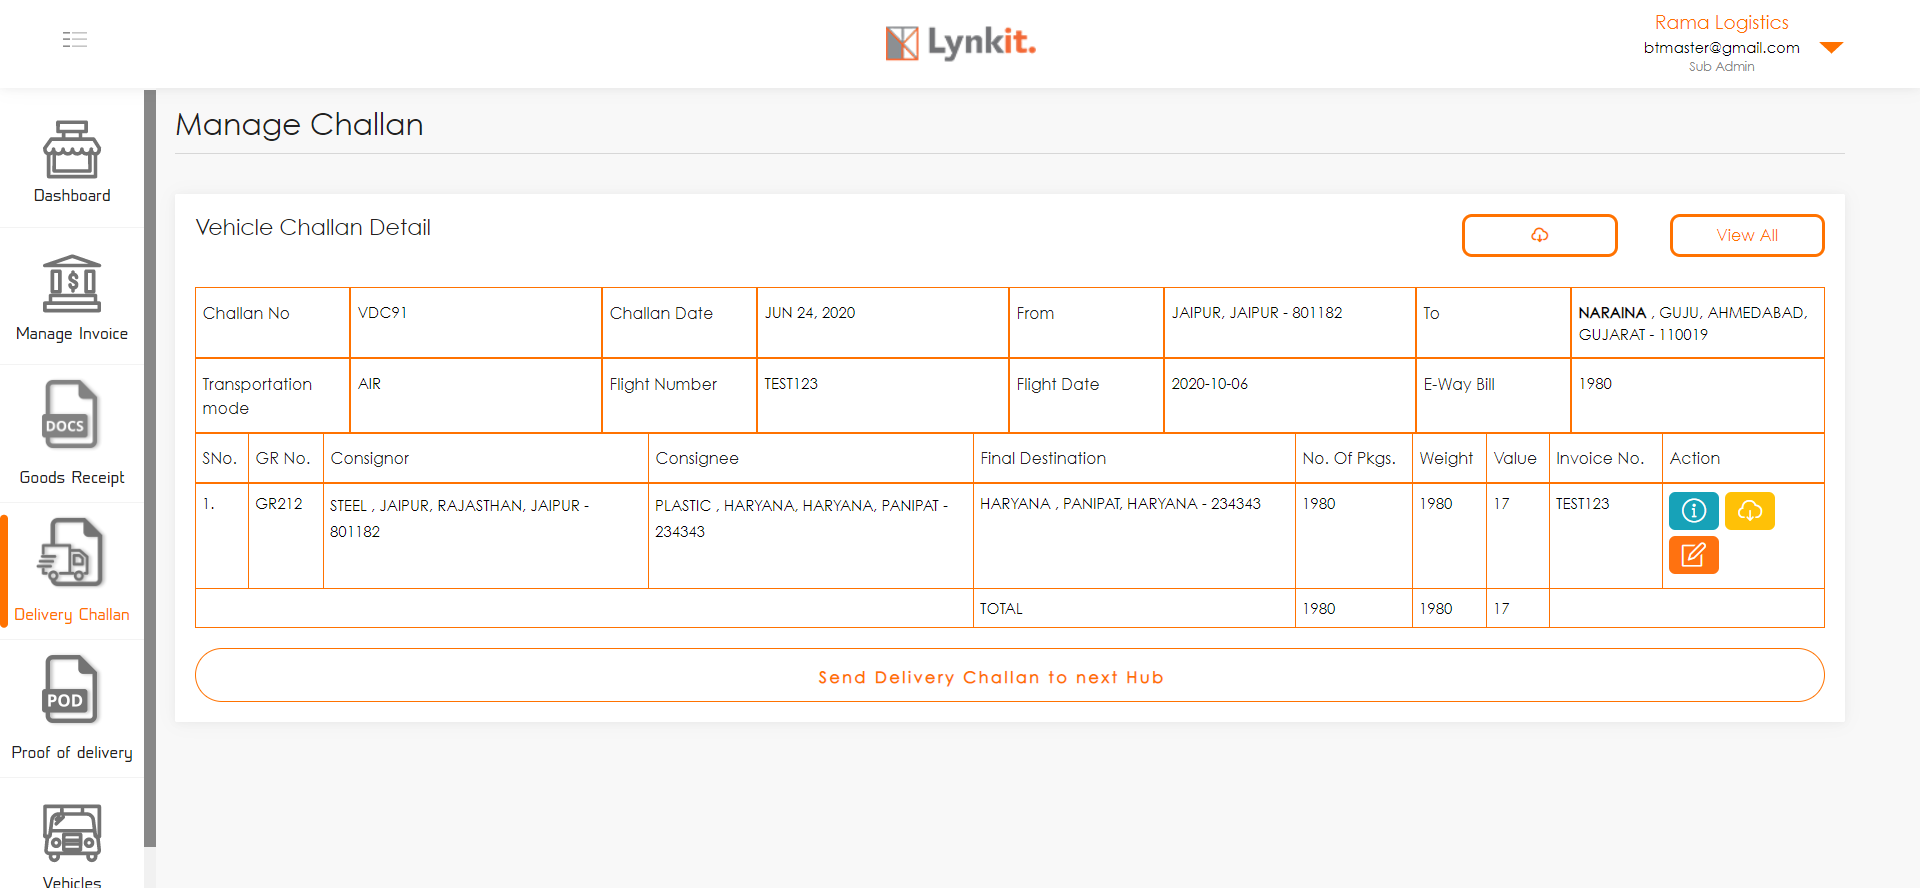 Lynkit.
Rama Logistics
btmaster@gmail.com
Sub Admin
Dashboard
Manage Invoice
DOCS
Goods Receipt
Delivery Challan
POD
Proof of delivery
Vehicles
Manage Challan
Vehicle Challan Detail
View All
Challan No
VDC91
Challan Date
JUN 24, 2020
From
JAIPUR, JAIPUR - 801182
To
NARAINA , GUJU, AHMEDABAD,
GUJARAT - 110019
Transportation
mode
AIR
Flight Number
TEST123
Flight Date
2020-10-06
E-Way Bill
1980
SNo. GR No. Consignor Consignee Final Destination No. Of Pkgs. Weight Value Invoice No. Action
1.
GR212
STEEL , JAIPUR, RAJASTHAN, JAIPUR -
801182
PLASTIC , HARYANA, HARYANA, PANIPAT -
234343
HARYANA , PANIPAT, HARYANA - 234343
1980
1980
17
TEST123
TOTAL 1980 1980 17
Send Delivery Challan to next Hub